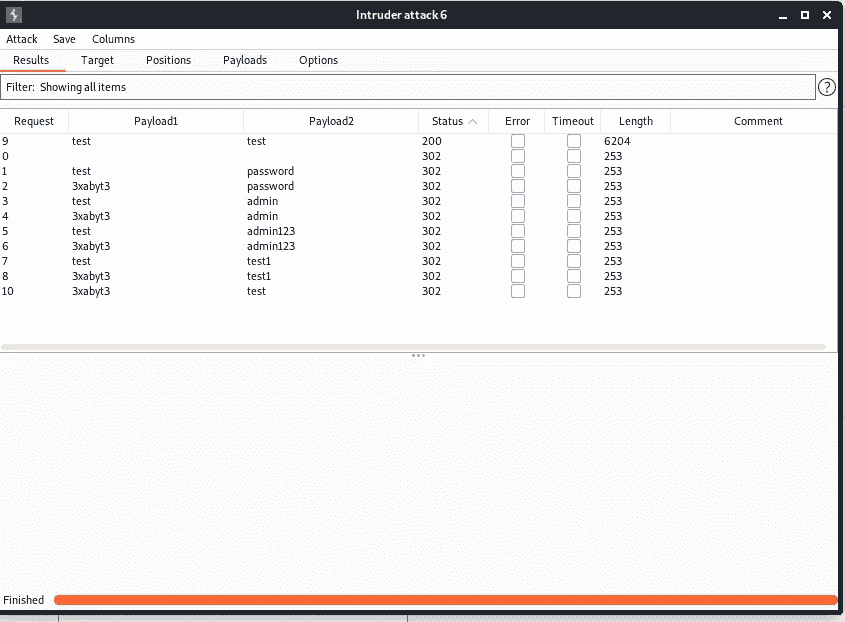 Intruder attack 6
Attack Save Columns
Results Target Positions Payloads Options
Filter: Showing all items ?
Request Payload1 Payload2 Status Error Timeout Length Comment
9 test test 200 6204
0 302 253
1 test password 302 253
2 3xabyt3 password 302 253
3 test admin 302 253
4 3xabyt3 admin 302 253
5 test admin123 302 253
6 3xabyt3 admin123 302 253
7 test test1 302 253
8 3xabyt3 test1 302 253
10 3xabyt3 test 302 253
Finished